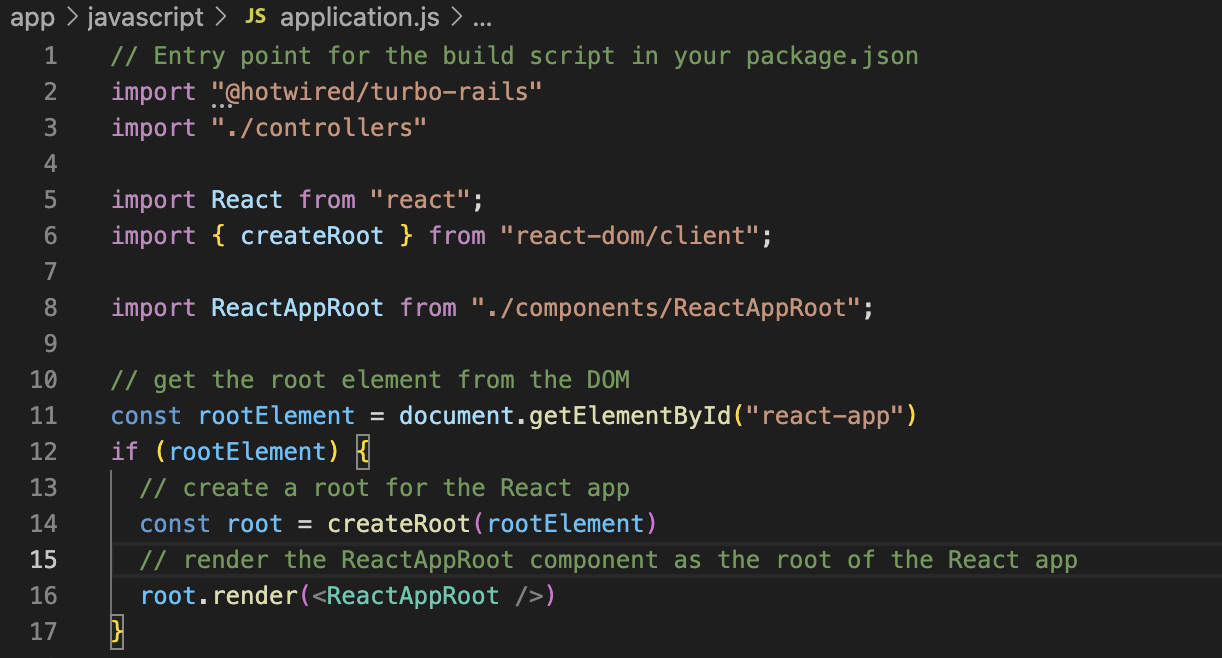 app > javascript > JS application.js > ...
1 // Entry point for the build script in your package.json
2 import "@hotwired/turbo-rails"
3 import "./controllers"
4
5 import React from "react";
6 import { createRoot } from "react-dom/client";
7
8 import ReactAppRoot from "./components/ReactAppRoot";
9
10 // get the root element from the DOM
11 const rootElement = document.getElementById("react-app")
12 if (rootElement) {
13   // create a root for the React app
14   const root = createRoot(rootElement)
15   // render the ReactAppRoot component as the root of the React app
16   root.render(<ReactAppRoot />)
17 }